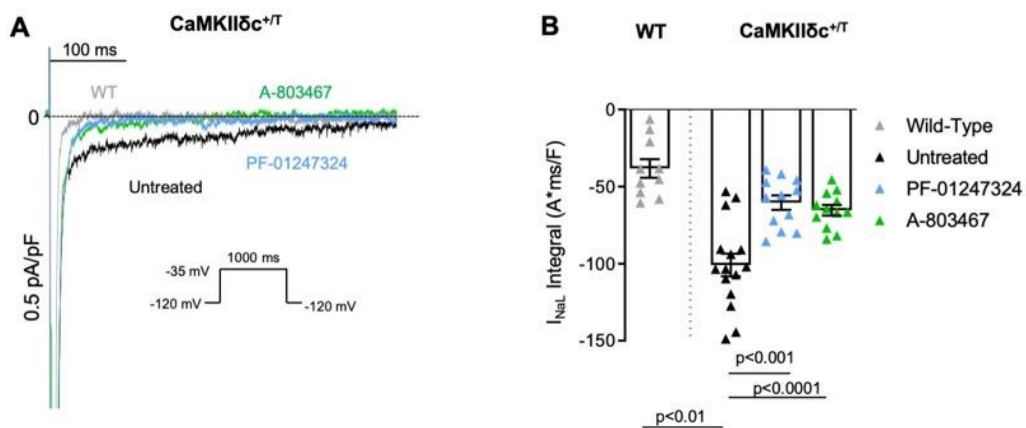 A
CaMKIIδc+/T
100 ms
WT
A-803467
0
PF-01247324
Untreated
0.5 pA/pF
1000 ms
-35 mV
-120 mV
-120 mV
B
WT
CaMKIIδc+/T
0
-50
-100
-150
INaL Integral (A*ms/F)
Wild-Type
Untreated
PF-01247324
A-803467
p<0.001
p<0.0001
p<0.01